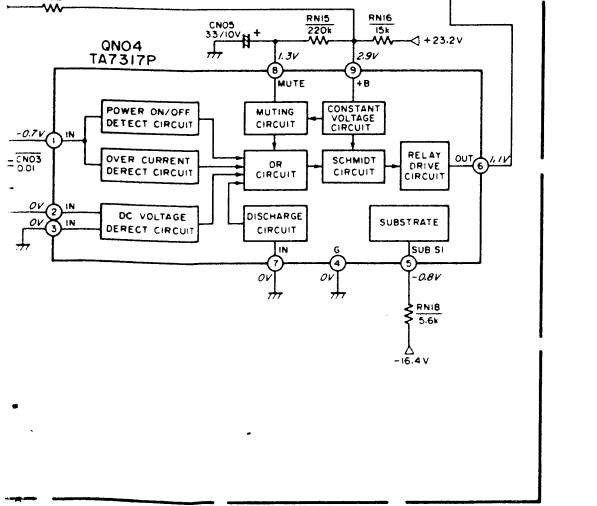 CN05
33/10V
+
RN15
220k
RN16
15k
+23.2V
QN04
TA7317P
1.3V
2.9V
8
9
MUTE
+B
POWER ON/OFF
DETECT CIRCUIT
MUTING
CIRCUIT
CONSTANT
VOLTAGE
CIRCUIT
-0.7V
1
IN
CN03
0.01
OVER CURRENT
DERECT CIRCUIT
OR
CIRCUIT
SCHMIDT
CIRCUIT
RELAY
DRIVE
CIRCUIT
OUT
6
1.1V
0V
2
IN
0V
3
IN
DC VOLTAGE
DERECT CIRCUIT
DISCHARGE
CIRCUIT
SUBSTRATE
IN
G
SUB SI
7
4
5
0V
0V
-0.8V
RN18
5.6k
-16.4V